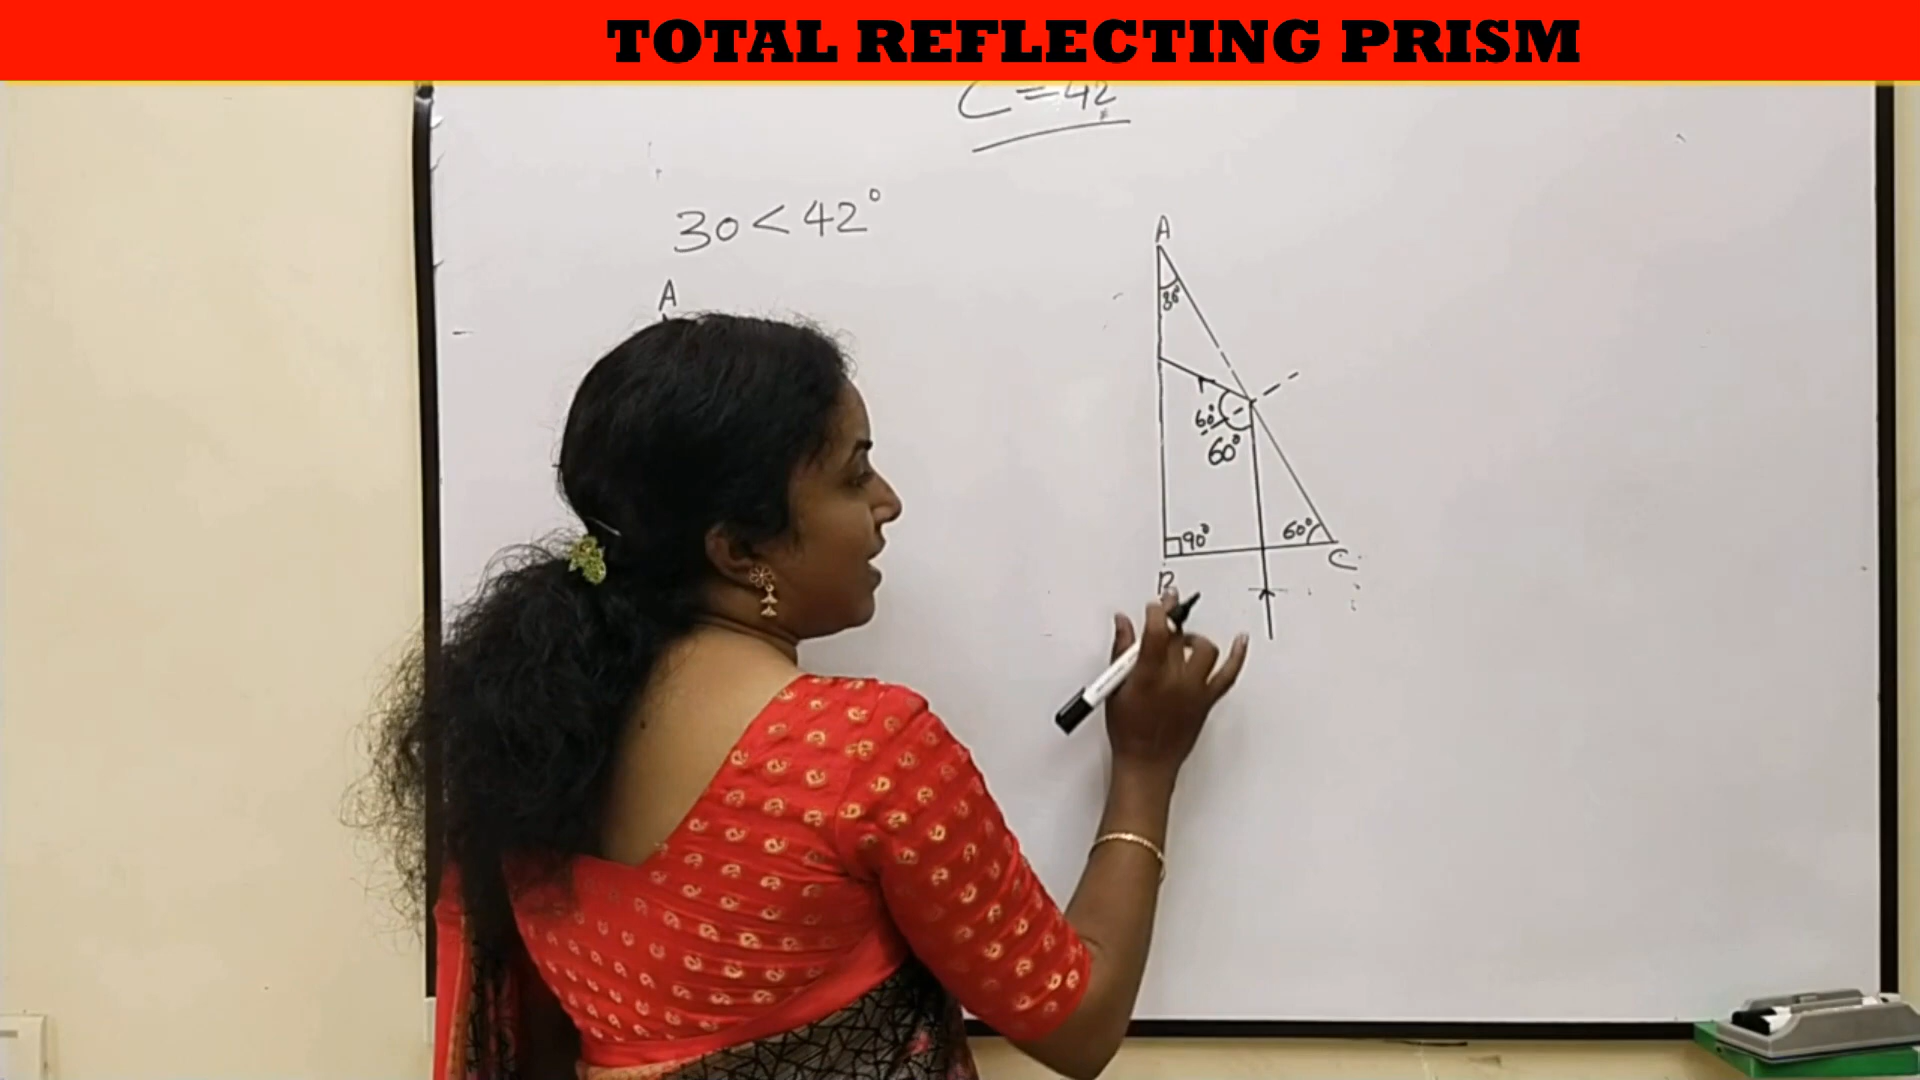 TOTAL REFLECTING PRISM
C = 42
30 < 42°
A
A
30°
60°
60°
90°
60°
B
C